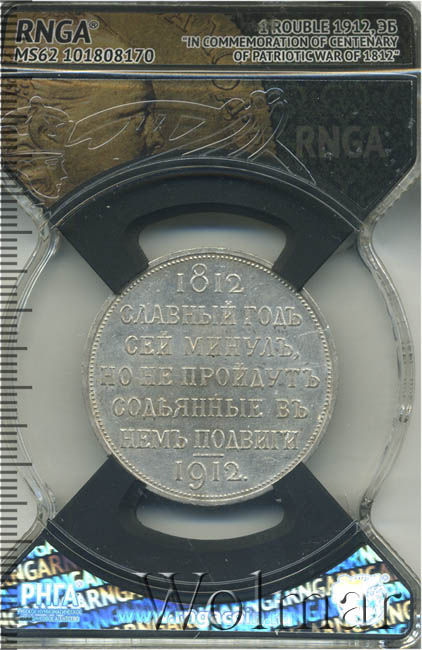 RNGA®
MS62 101808170
1 ROUBLE 1912, ЭБ
"IN COMMEMORATION OF CENTENARY
OF PATRIOTIC WAR OF 1812"
RNGA
1812
СЛАВНЫЙ ГОДЪ
СЕЙ МИНУЛЪ,
НО НЕ ПРОЙДУТЪ
СОДѢЯННЫЕ ВЪ
НЕМЪ ПОДВИГИ
1912.
РНГА®
Wolmar